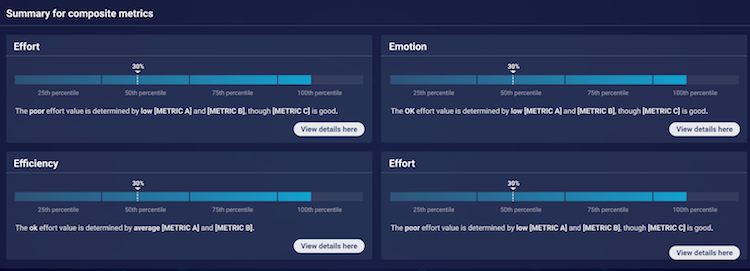 Summary for composite metrics
Effort
30%
25th percentile 50th percentile 75th percentile 100th percentile
The poor effort value is determined by low [METRIC A] and [METRIC B], though [METRIC C] is good.
View details here
Emotion
30%
25th percentile 50th percentile 75th percentile 100th percentile
The OK effort value is determined by low [METRIC A] and [METRIC B], though [METRIC C] is good.
View details here
Efficiency
30%
25th percentile 50th percentile 75th percentile 100th percentile
The ok effort value is determined by average [METRIC A] and [METRIC B].
View details here
Effort
30%
25th percentile 50th percentile 75th percentile 100th percentile
The poor effort value is determined by low [METRIC A] and [METRIC B], though [METRIC C] is good.
View details here